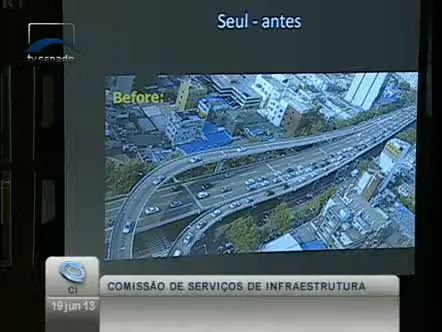 Seul - antes
tv senado
Before:
CI
COMISSÃO DE SERVIÇOS DE INFRAESTRUTURA
19 jun 13